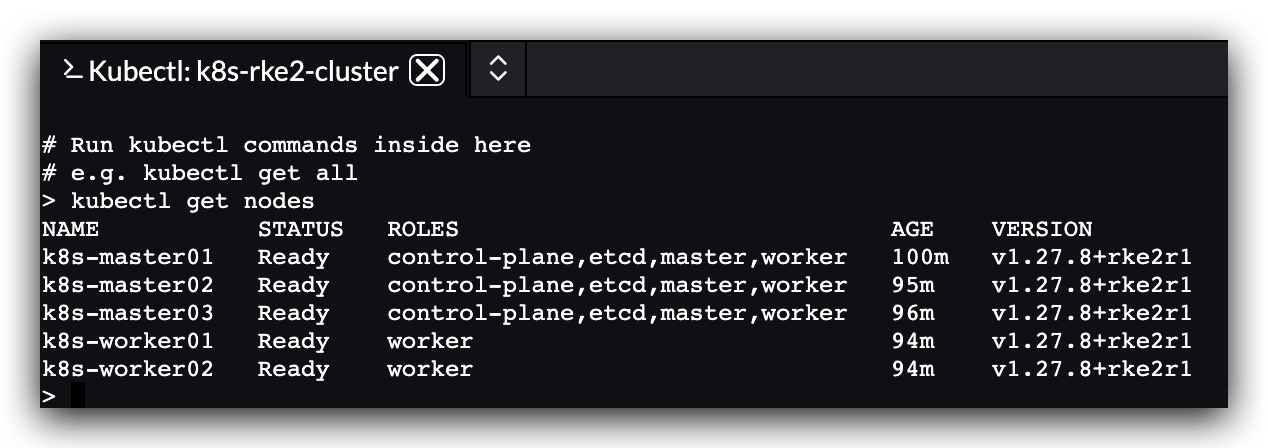 Kubectl: k8s-rke2-cluster
# Run kubectl commands inside here
# e.g. kubectl get all
> kubectl get nodes
NAME STATUS ROLES AGE VERSION
k8s-master01 Ready control-plane,etcd,master,worker 100m v1.27.8+rke2r1
k8s-master02 Ready control-plane,etcd,master,worker 95m v1.27.8+rke2r1
k8s-master03 Ready control-plane,etcd,master,worker 96m v1.27.8+rke2r1
k8s-worker01 Ready worker 94m v1.27.8+rke2r1
k8s-worker02 Ready worker 94m v1.27.8+rke2r1
>